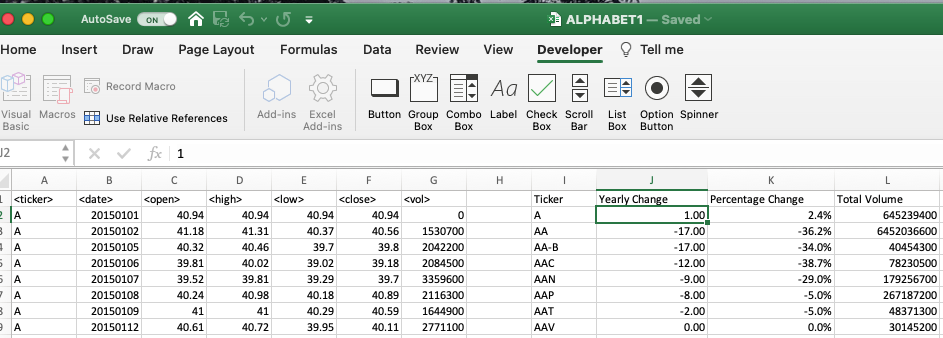 AutoSave ON ALPHABET1 — Saved
Home Insert Draw Page Layout Formulas Data Review View Developer Tell me
Visual Basic Macros Record Macro Use Relative References Add-ins Excel Add-ins Button Group Box Combo Box Label Check Box Scroll Bar List Box Option Button Spinner
XYZ Aa
J2 fx 1
A B C D E F G H I J K L
1 <ticker> <date> <open> <high> <low> <close> <vol> Ticker Yearly Change Percentage Change Total Volume
2 A 20150101 40.94 40.94 40.94 40.94 0 A 1.00 2.4% 645239400
3 A 20150102 41.18 41.31 40.37 40.56 1530700 AA -17.00 -36.2% 6452036600
A 20150105 40.32 40.46 39.7 39.8 2042200 AA-B -17.00 -34.0% 40454300
5 A 20150106 39.81 40.02 39.02 39.18 2084500 AAC -12.00 -38.7% 78230500
A 20150107 39.52 39.81 39.29 39.7 3359600 AAN -9.00 -29.0% 179256700
7 A 20150108 40.24 40.98 40.18 40.89 2116300 AAP -8.00 -5.0% 267187200
8 A 20150109 41 41 40.29 40.59 1644900 AAT -2.00 -5.0% 48371300
9 A 20150112 40.61 40.72 39.95 40.11 2771100 AAV 0.00 0.0% 30145200